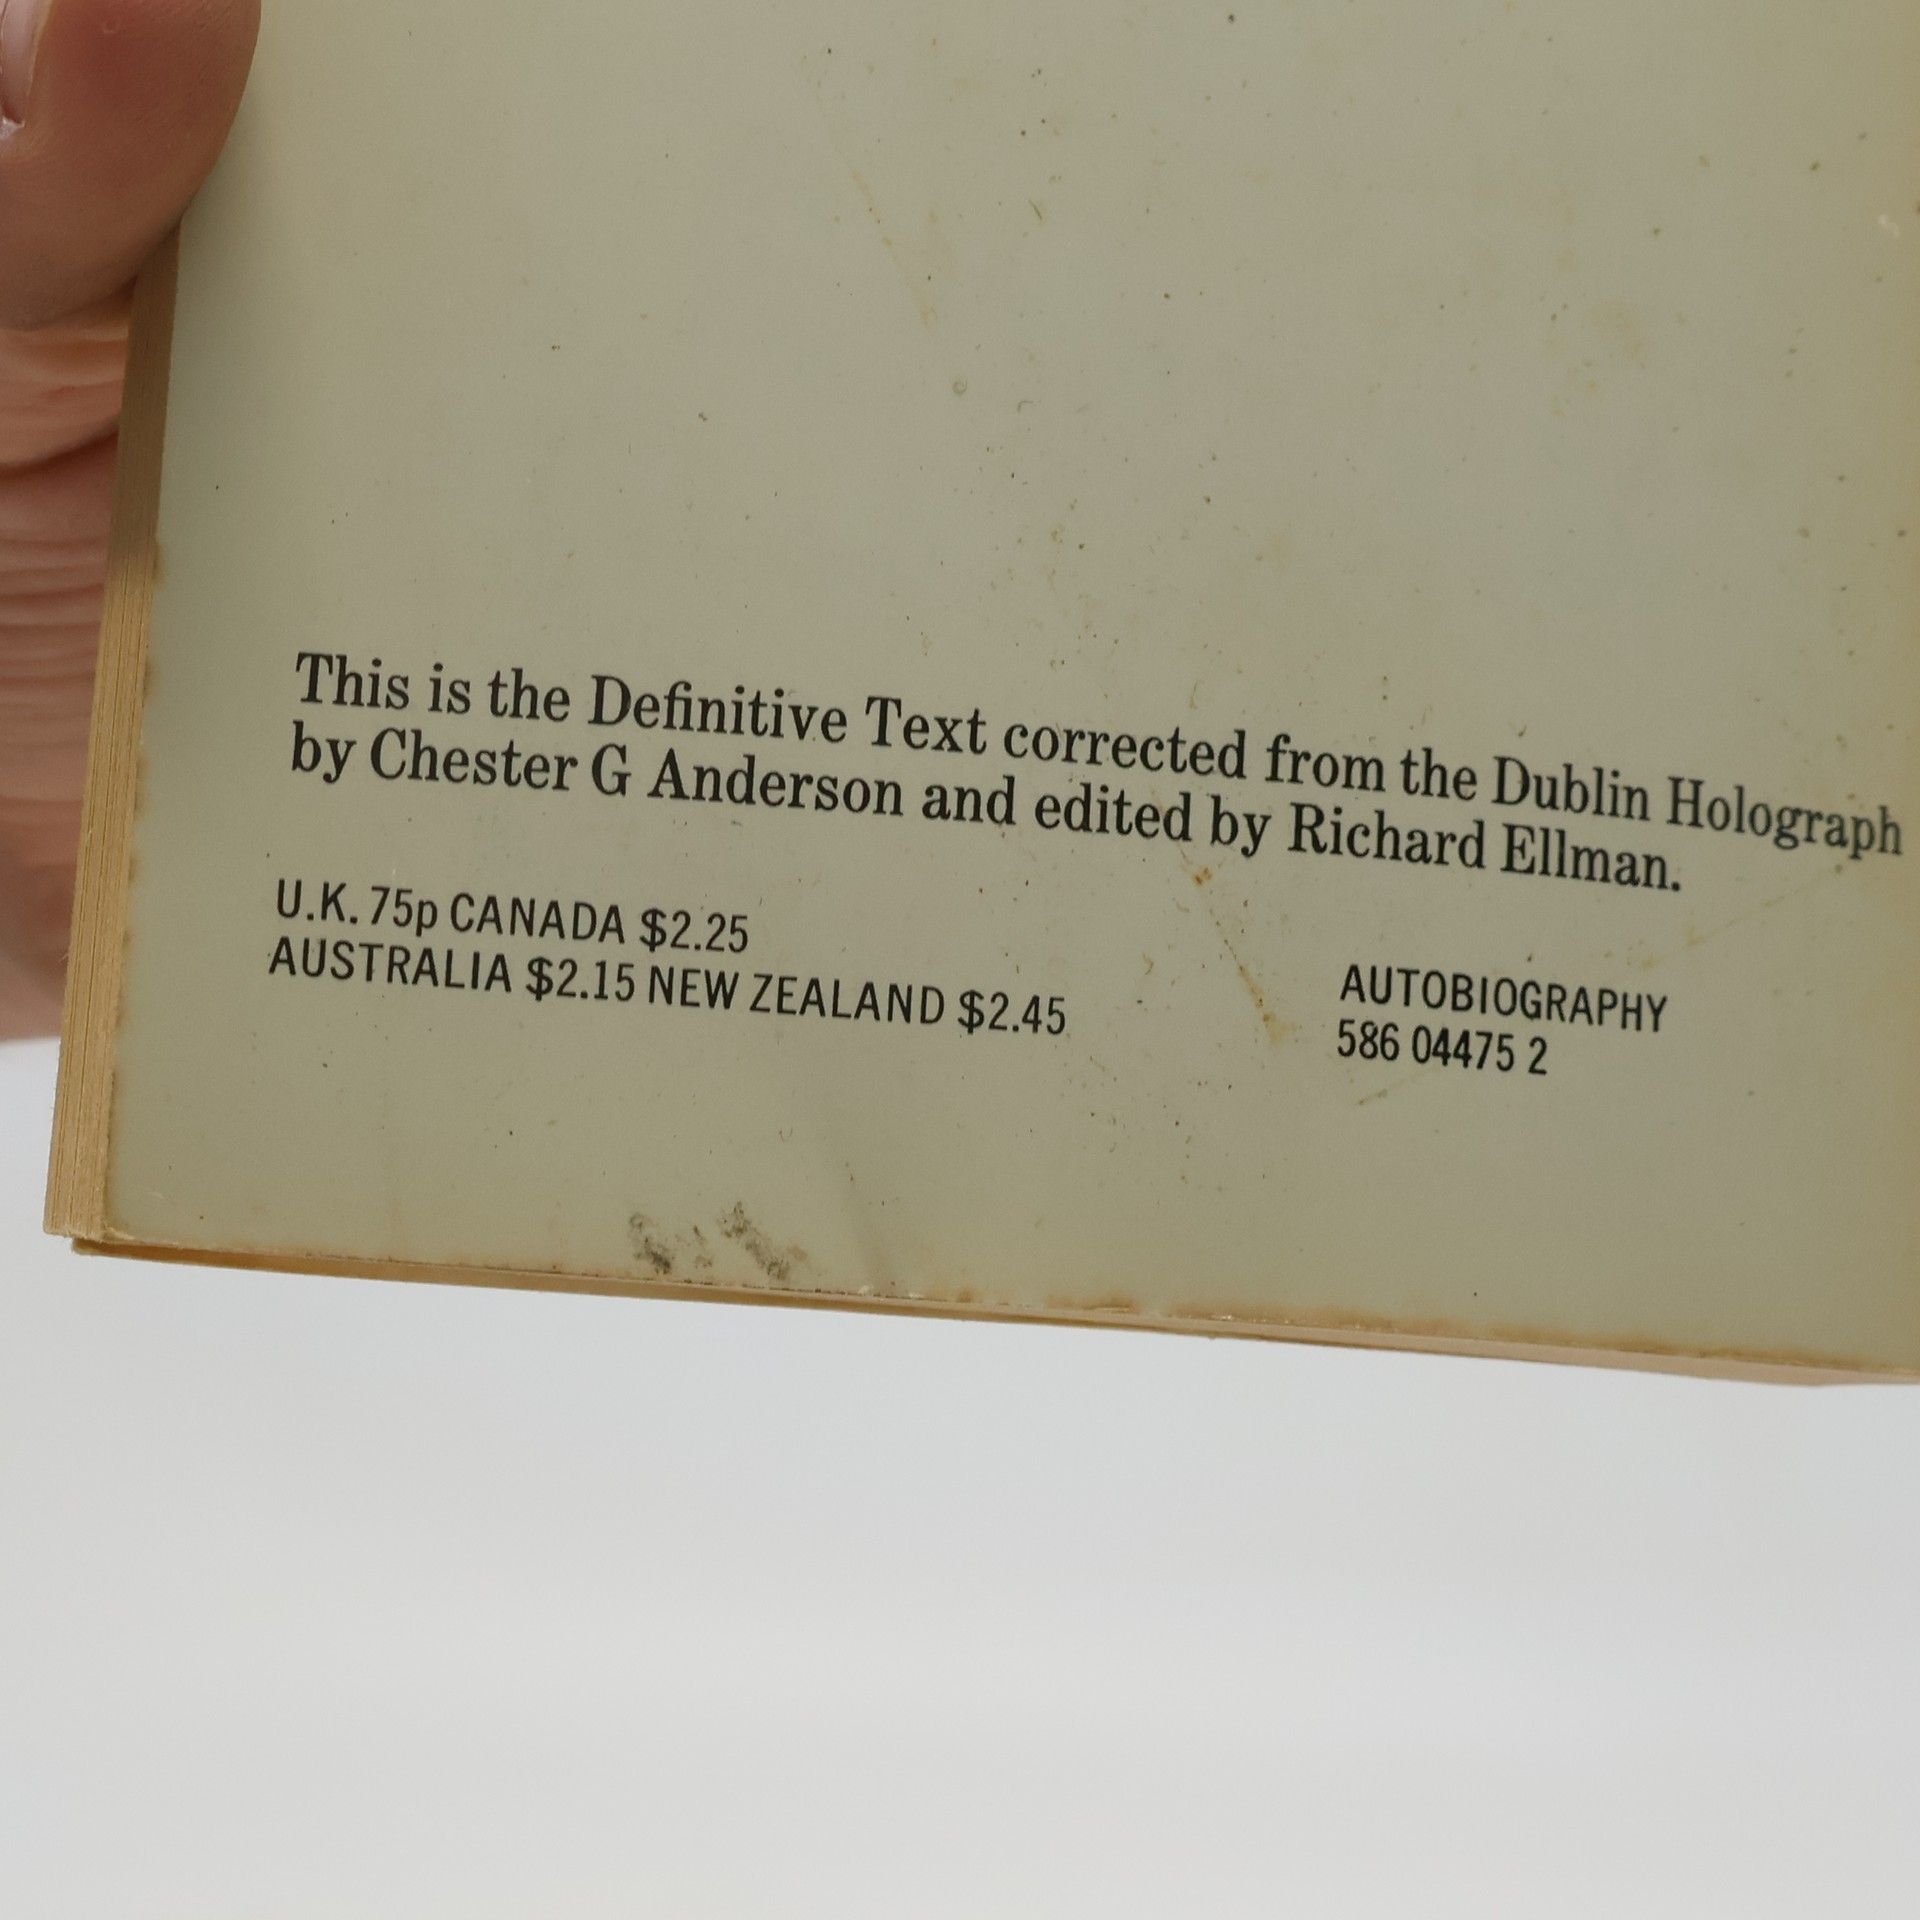 This is the Definitive Text corrected from the Dublin Holograph
by Chester G Anderson and edited by Richard Ellman.
U.K. 75p CANADA $2.25
AUSTRALIA $2.15 NEW ZEALAND $2.45
AUTOBIOGRAPHY
586 04475 2